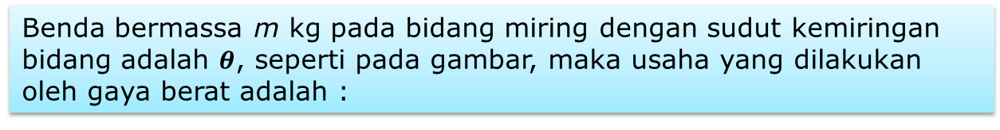 Benda bermassa m kg pada bidang miring dengan sudut kemiringan
bidang adalah θ, seperti pada gambar, maka usaha yang dilakukan
oleh gaya berat adalah :